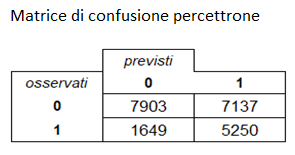 Matrice di confusione percettrone
previsti
osservati 0 1
0 7903 7137
1 1649 5250